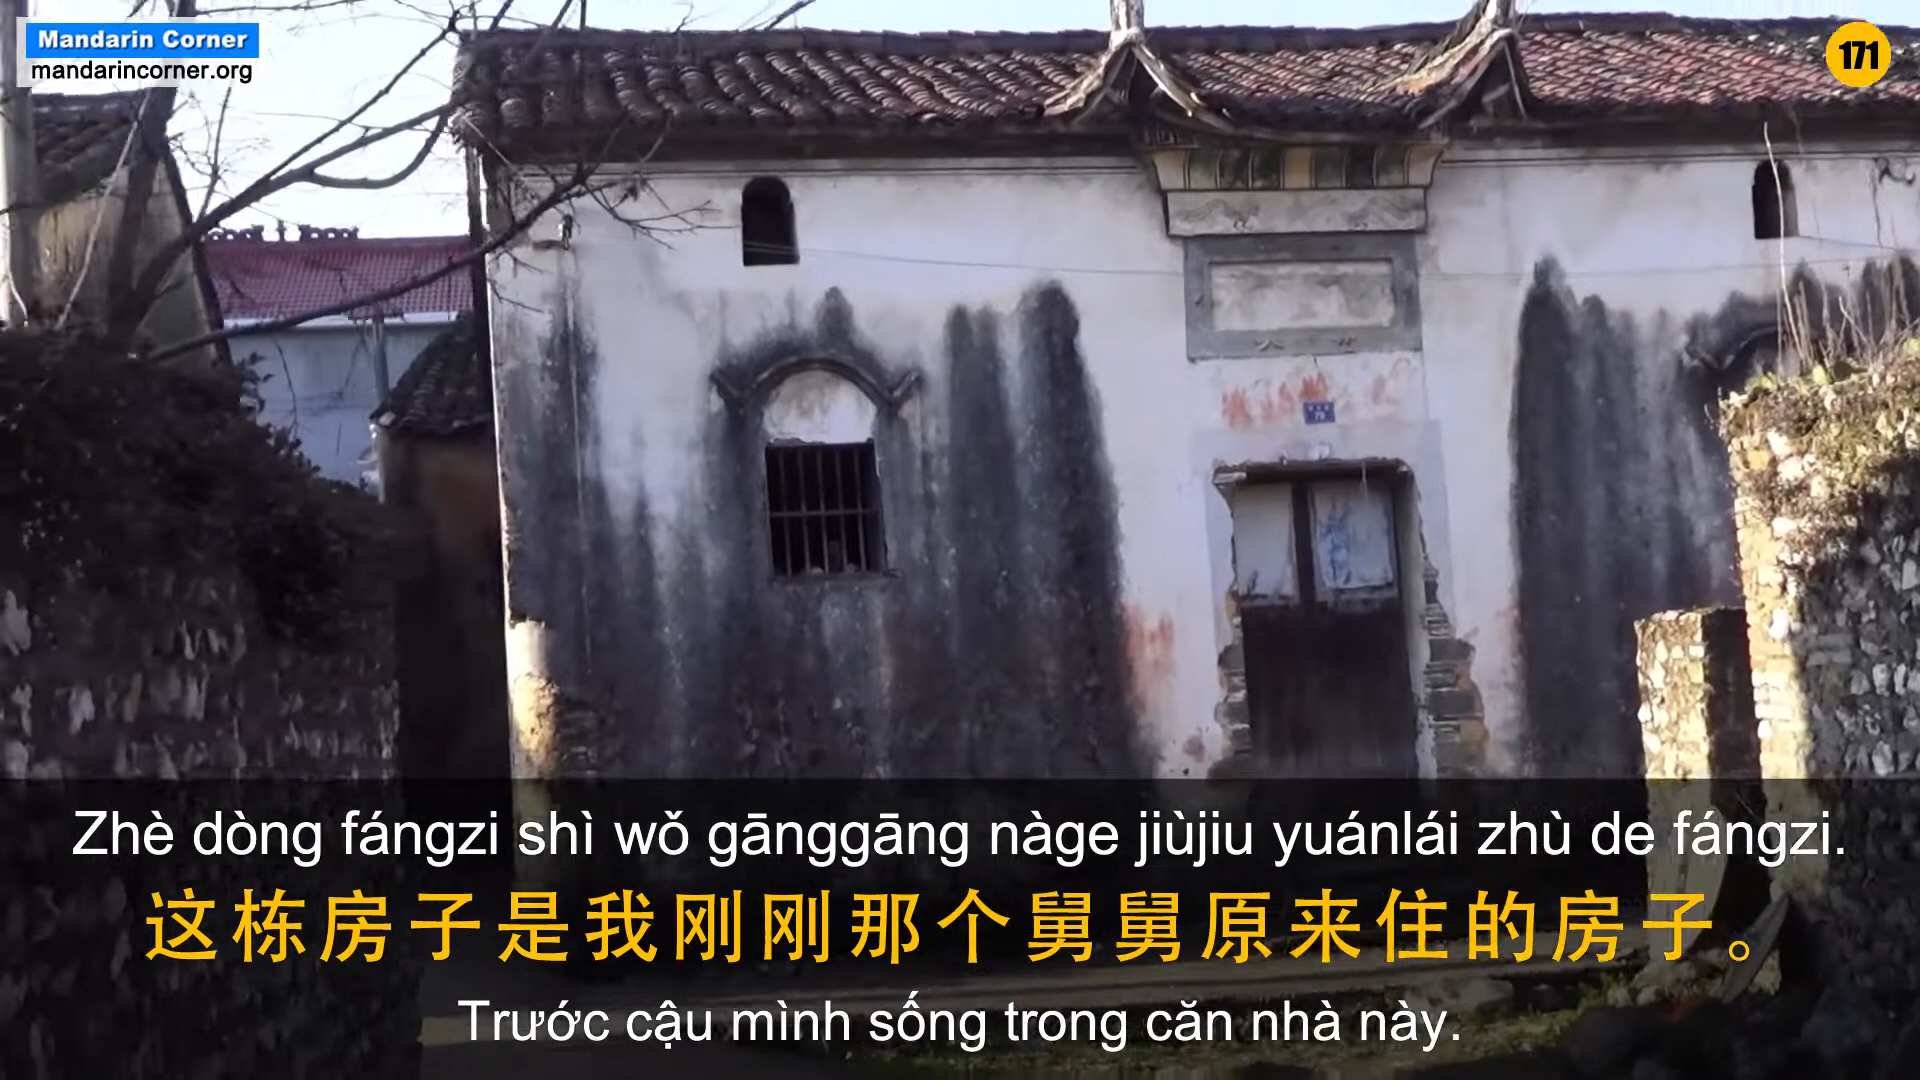 Mandarin Corner
mandarincorner.org
171
Zhè dòng fángzi shì wǒ gānggāng nàge jiùjiu yuánlái zhù de fángzi.
这栋房子是我刚刚那个舅舅原来住的房子。
Trước cậu mình sống trong căn nhà này.